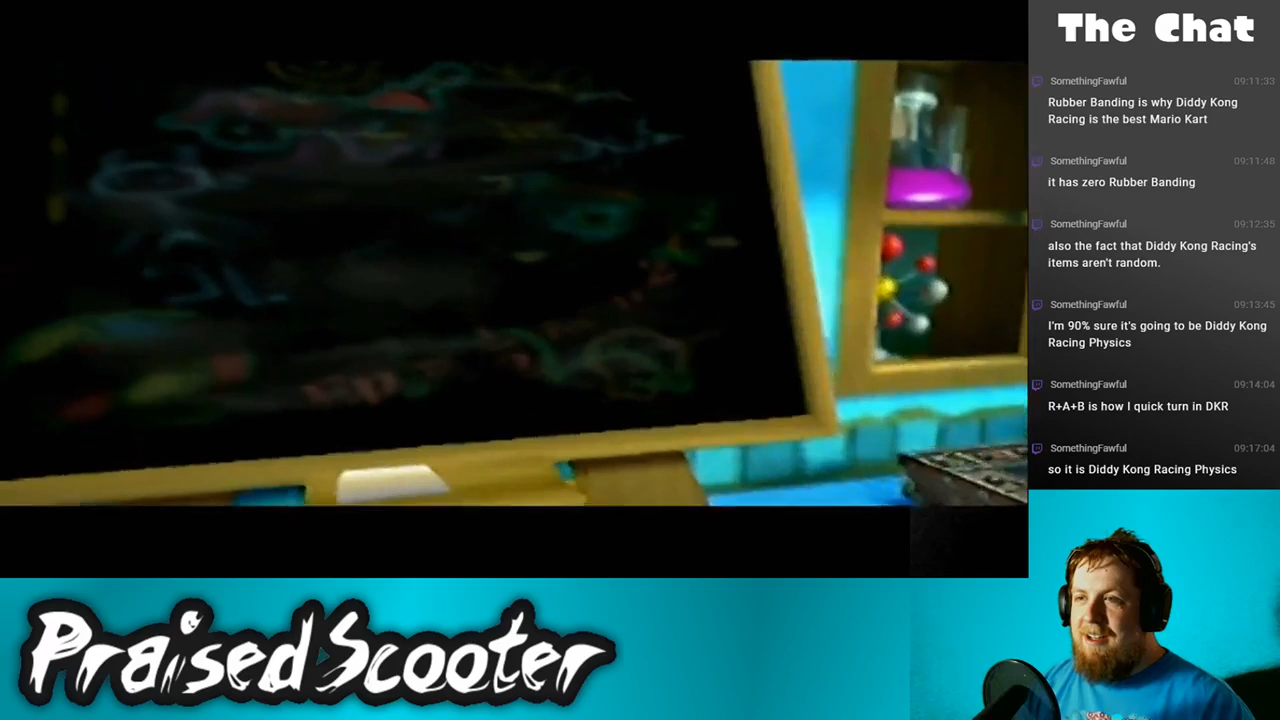 The Chat
SomethingFawful 09:11:33
Rubber Banding is why Diddy Kong
Racing is the best Mario Kart
SomethingFawful 09:11:48
it has zero Rubber Banding
SomethingFawful 09:12:35
also the fact that Diddy Kong Racing's
items aren't random.
SomethingFawful 09:13:45
I'm 90% sure it's going to be Diddy Kong
Racing Physics
SomethingFawful 09:14:04
R+A+B is how I quick turn in DKR
SomethingFawful 09:17:04
so it is Diddy Kong Racing Physics
PraisedScooter